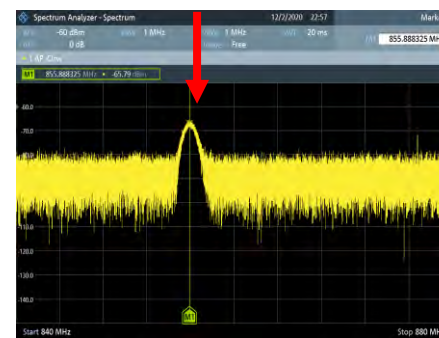 Spectrum Analyzer - Spectrum 12/2/2020 22:57 Mark
-60 dBm 1 MHz 1 MHz 20 ms
0 dB Free
855.888325 MH
1 AP Clrw
M1 855.888325 MHz • -65.79 dBm
-60.0
-70.0
-110.0
-120.0
-130.0
-140.0
M1
Start 840 MHz Stop 880 MH